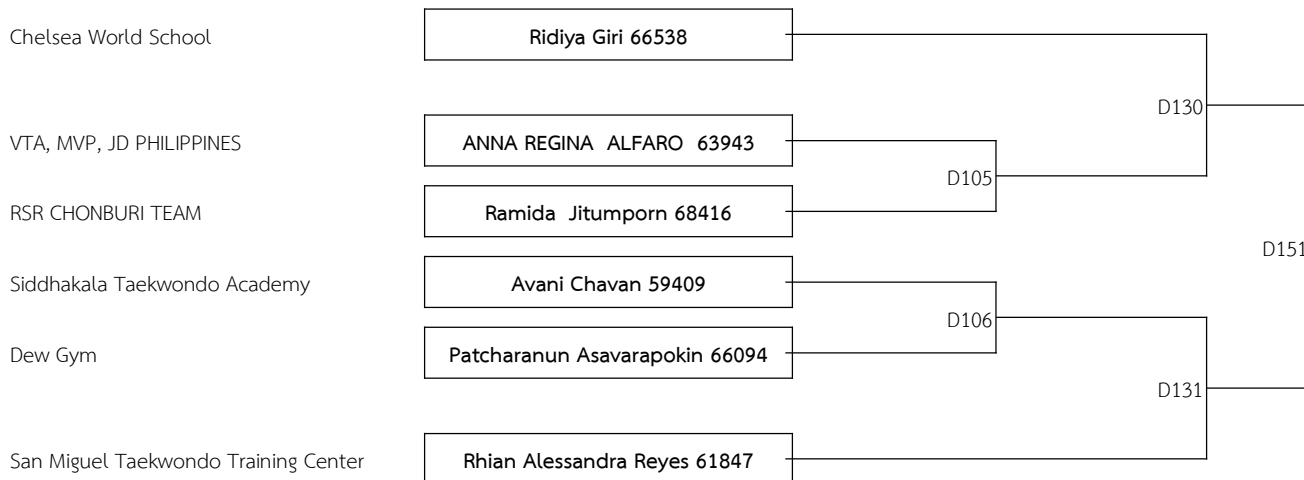 Chelsea World School Ridiya Giri 66538
D130
VTA, MVP, JD PHILIPPINES ANNA REGINA ALFARO 63943
D105
RSR CHONBURI TEAM Ramida Jitumporn 68416
D151
Siddhakala Taekwondo Academy Avani Chavan 59409
D106
Dew Gym Patcharanun Asavarapokin 66094
D131
San Miguel Taekwondo Training Center Rhian Alessandra Reyes 61847